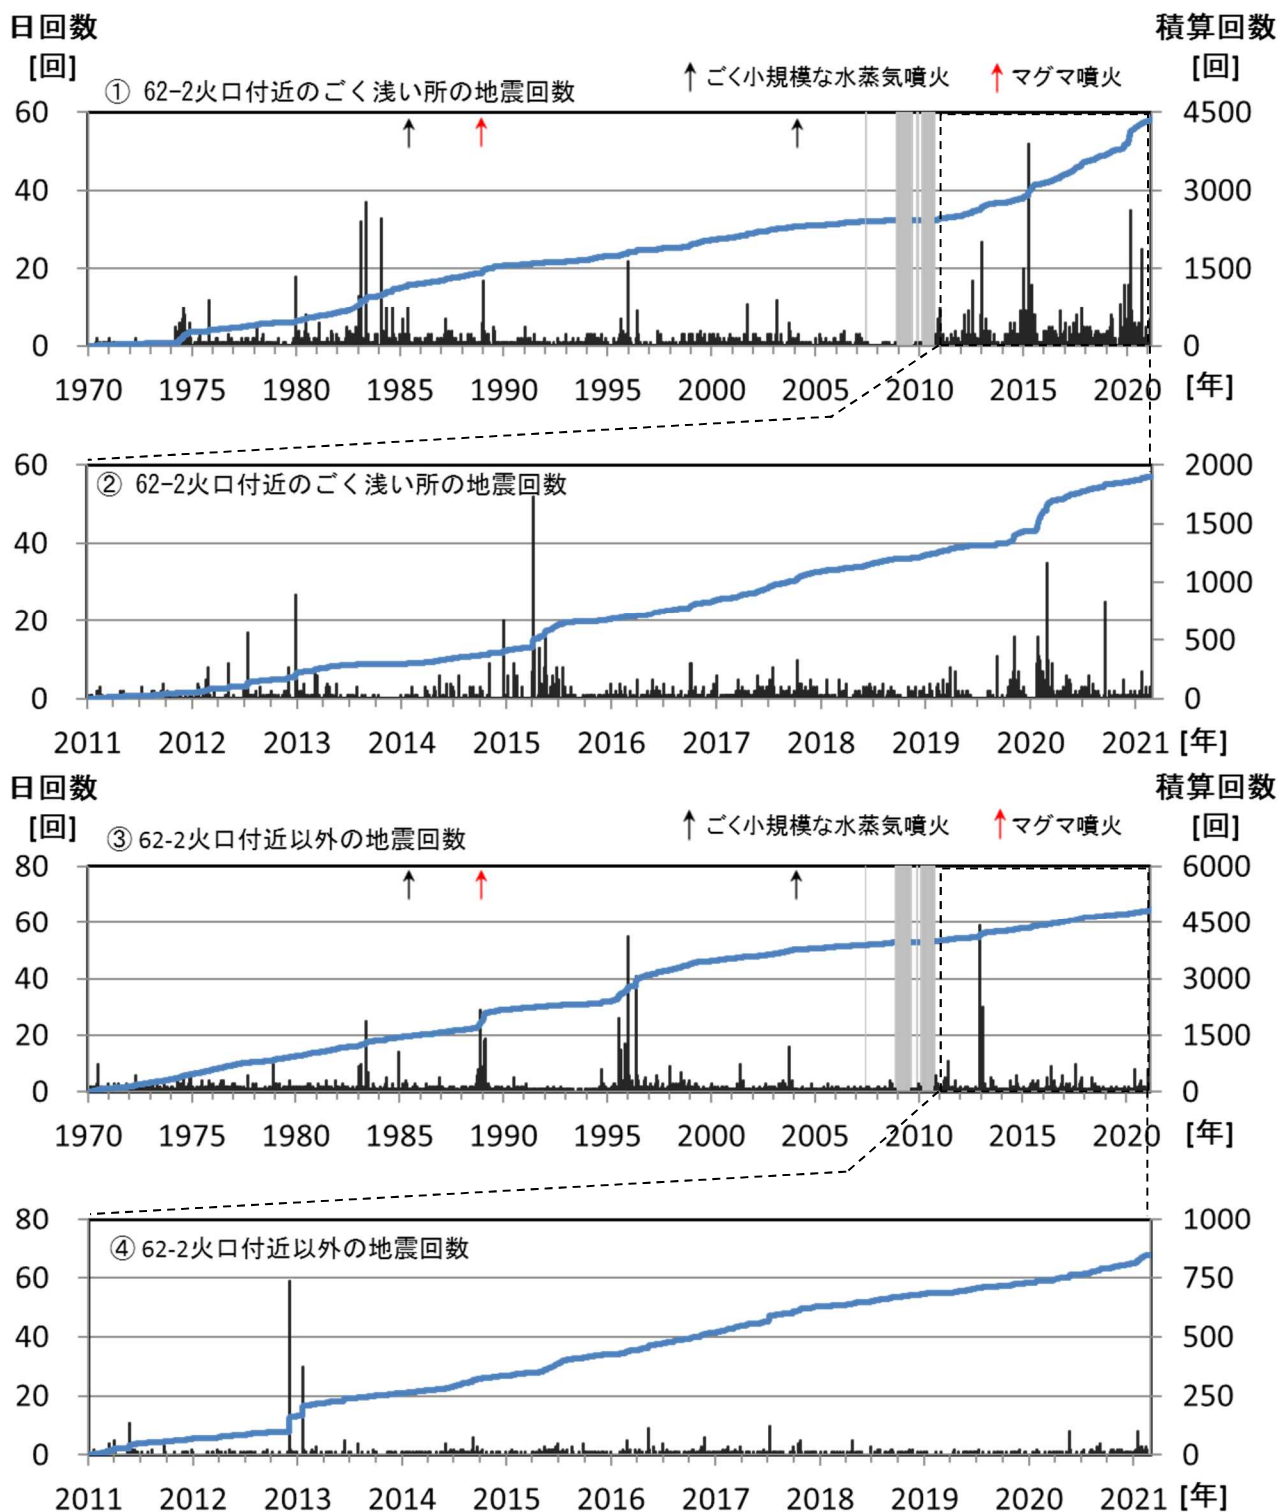 日回数 積算回数
[回] [回]
① 62-2火口付近のごく浅い所の地震回数 ↑ごく小規模な水蒸気噴火 ↑マグマ噴火
60 4500
40 3000
20 1500
0 0
1970 1975 1980 1985 1990 1995 2000 2005 2010 2015 2020 [年]
60 2000
② 62-2火口付近のごく浅い所の地震回数
1500
40
1000
20
500
0 0
2011 2012 2013 2014 2015 2016 2017 2018 2019 2020 2021 [年]
日回数 積算回数
[回] [回]
③ 62-2火口付近以外の地震回数 ↑ごく小規模な水蒸気噴火 ↑マグマ噴火
80 6000
60 4500
40 3000
20 1500
0 0
1970 1975 1980 1985 1990 1995 2000 2005 2010 2015 2020 [年]
80 1000
④ 62-2火口付近以外の地震回数
60 750
40 500
20 250
0 0
2011 2012 2013 2014 2015 2016 2017 2018 2019 2020 2021 [年]